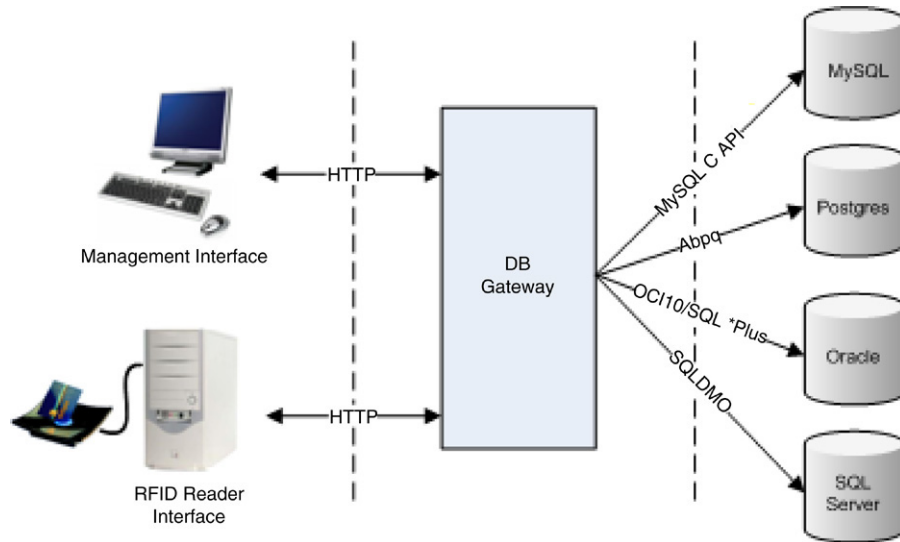 MySQL
MySQL C API
HTTP
Postgres
Abpq
Management Interface
DB
Gateway
OCI10/SQL *Plus
Oracle
SQLDMO
HTTP
SQL
Server
RFID Reader
Interface